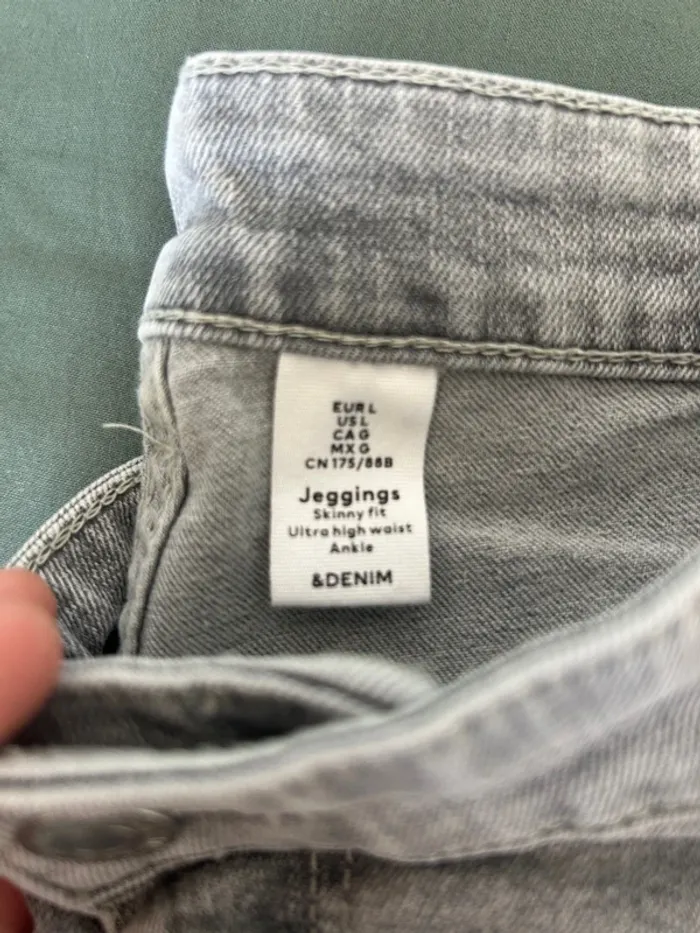 EUR L
US L
CA G
MX G
CN 175/88B
Jeggings
Skinny fit
Ultra high waist
Ankle
&DENIM